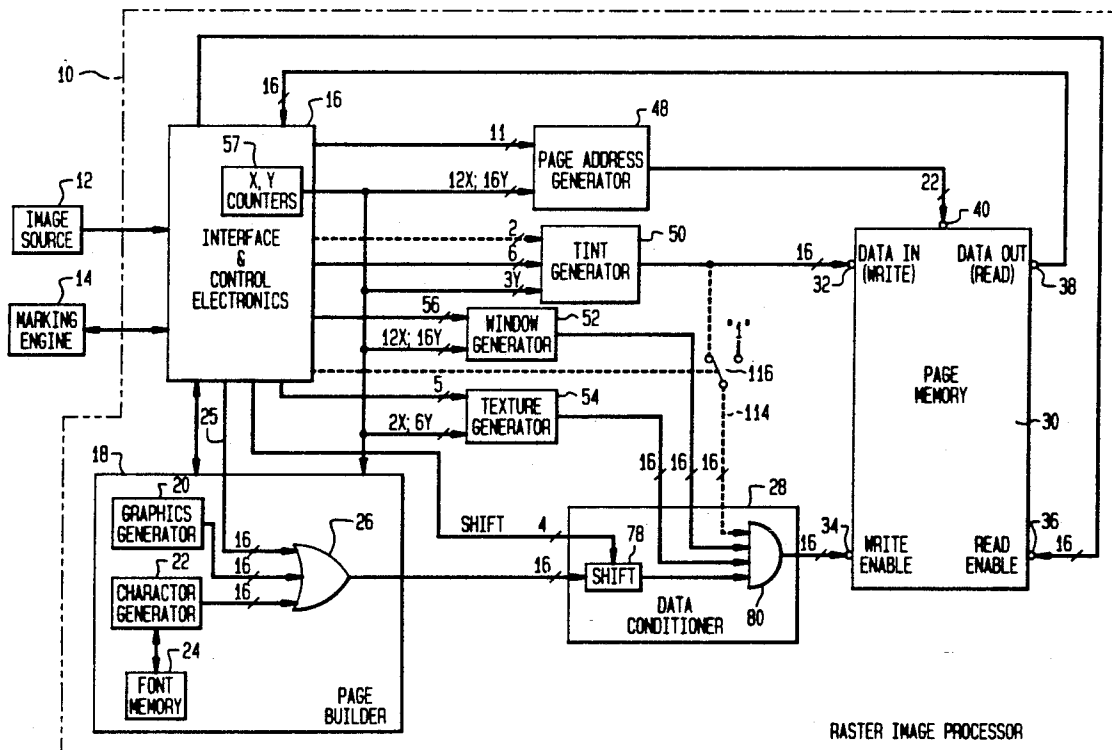 10
16
16
48
11
57
X, Y
COUNTERS
12X; 16Y
PAGE ADDRESS
GENERATOR
22
40
12
IMAGE
SOURCE
INTERFACE
&
CONTROL
ELECTRONICS
2
6
3Y
50
TINT
GENERATOR
16
32
DATA IN
(WRITE)
DATA OUT
(READ)
38
14
MARKING
ENGINE
56
12X; 16Y
52
WINDOW
GENERATOR
"1"
116
PAGE
MEMORY
5
2X; 6Y
54
TEXTURE
GENERATOR
114
30
25
18
20
GRAPHICS
GENERATOR
16
16
16
26
22
CHARACTOR
GENERATOR
24
FONT
MEMORY
PAGE
BUILDER
SHIFT
4
16
16
16
16
28
78
SHIFT
80
DATA
CONDITIONER
16
34
WRITE
ENABLE
READ
ENABLE
36
16
RASTER IMAGE PROCESSOR